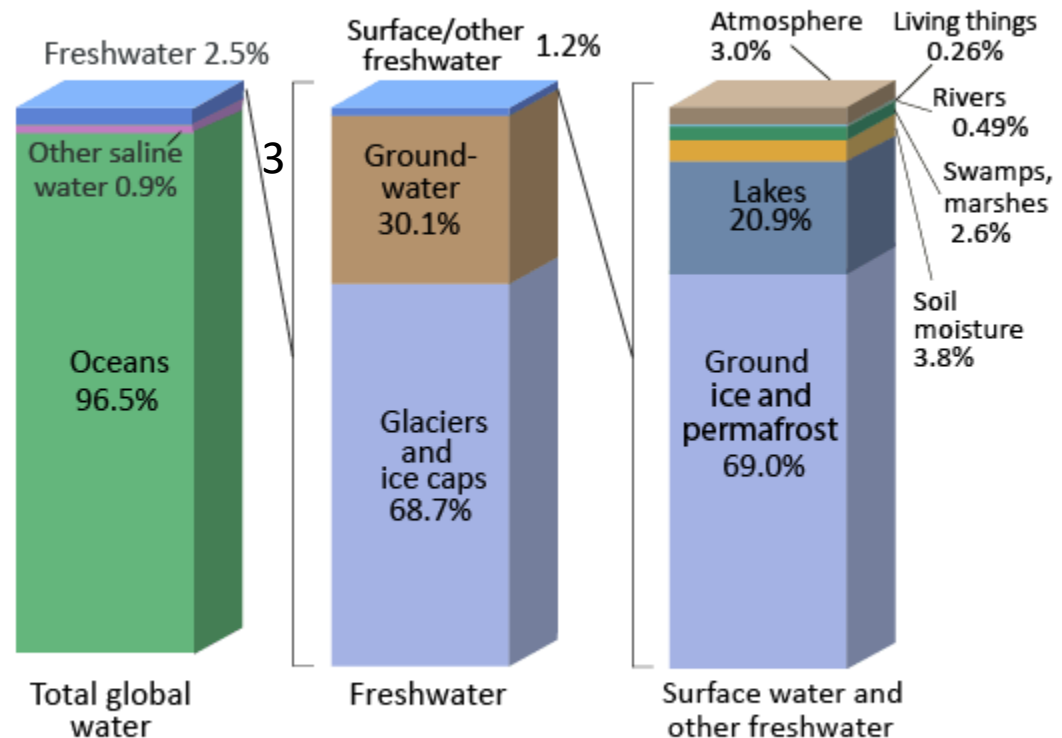 Freshwater 2.5%
Other saline
water 0.9%
Oceans
96.5%
Total global
water
3
Surface/other
freshwater
1.2%
Ground-
water
30.1%
Glaciers
and
ice caps
68.7%
Freshwater
Atmosphere
3.0%
Living things
0.26%
Rivers
0.49%
Swamps,
marshes
2.6%
Soil
moisture
3.8%
Lakes
20.9%
Ground
ice and
permafrost
69.0%
Surface water and
other freshwater